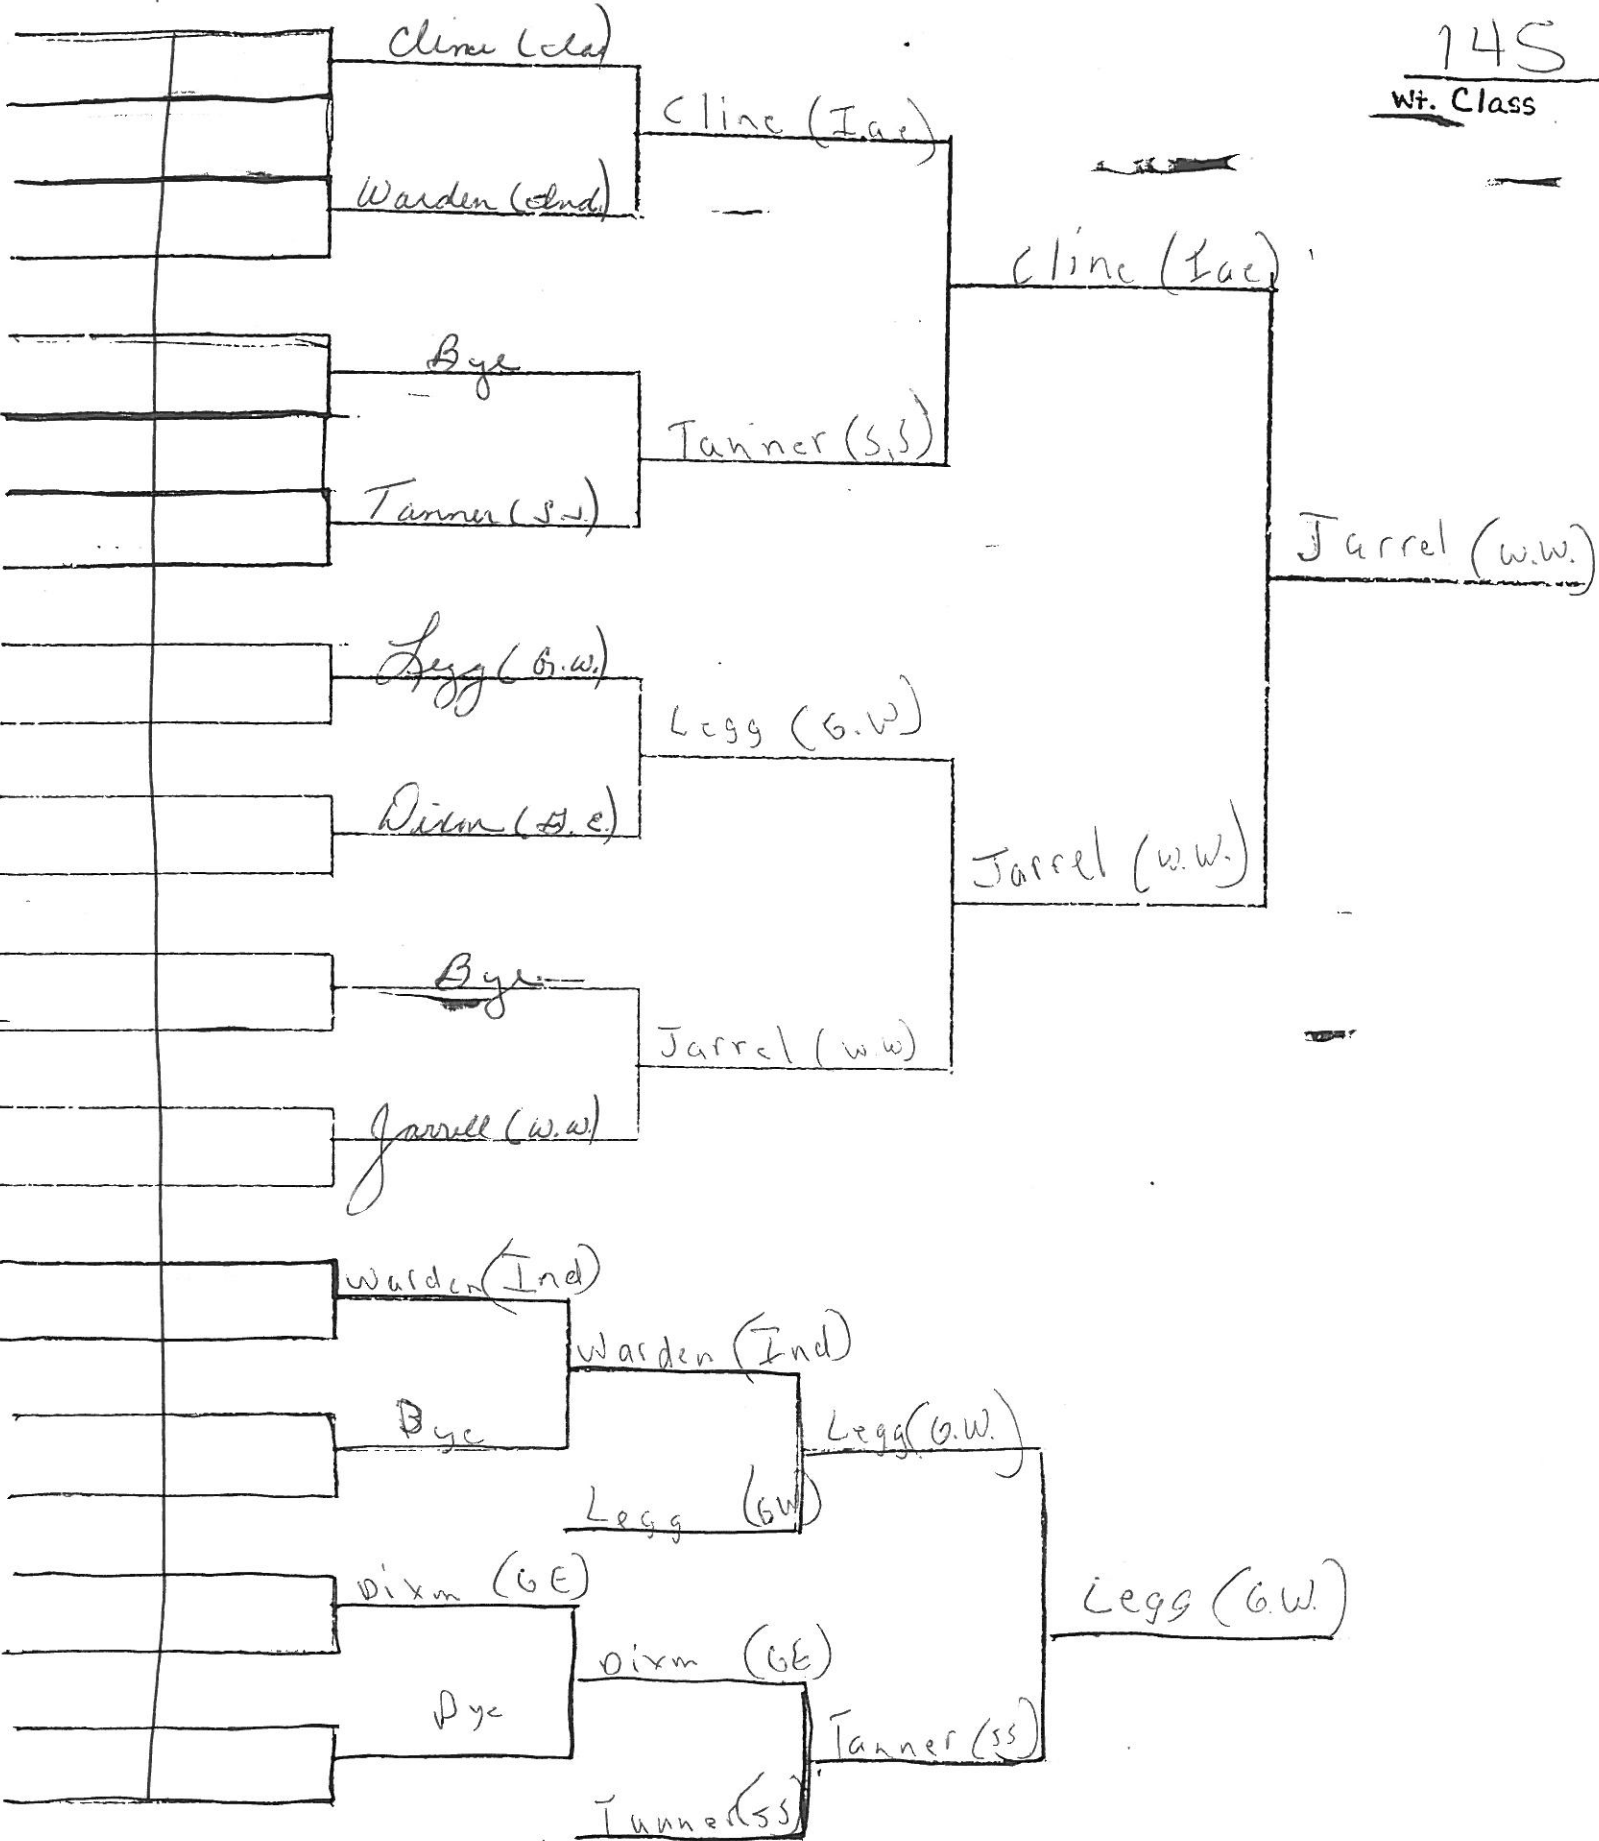 145
Wt. Class
Cline (Iae)
Cline (Iae)
Warden (Ind.)
Cline (Iae)
Bye
Tanner (S.S)
Tanner (S.S.)
Jarrel (W.W.)
Legg (G.W.)
Legg (G.W)
Dixon (G.E.)
Jarrel (W.W.)
Bye
Jarrel (W.W)
Jarrell (W.W)
Warden (Ind)
Warden (Ind)
Bye
Legg (G.W.)
Legg (GW)
Dixon (GE)
Legg (G.W.)
Dixon (GE)
Bye
Tanner (SS)
Tanner (SS)